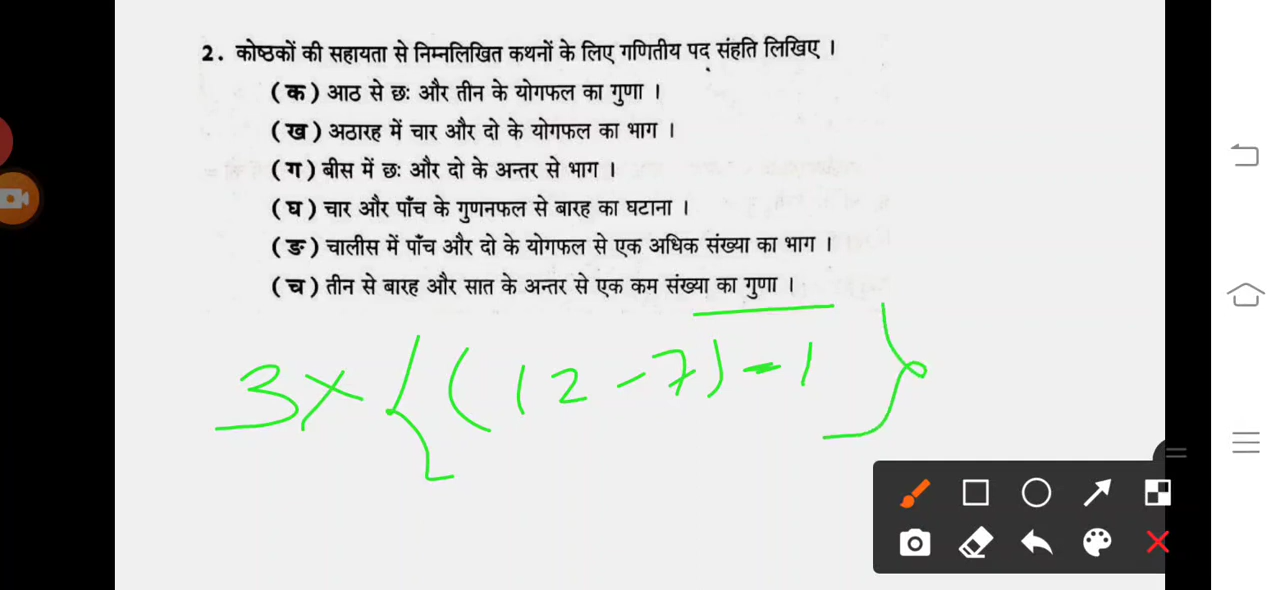 2. कोष्ठकों की सहायता से निम्नलिखित कथनों के लिए गणितीय पद संहति लिखिए ।
(क) आठ से छः और तीन के योगफल का गुणा ।
(ख) अठारह में चार और दो के योगफल का भाग ।
(ग) बीस में छः और दो के अन्तर से भाग ।
(घ) चार और पाँच के गुणनफल से बारह का घटाना ।
(ङ) चालीस में पाँच और दो के योगफल से एक अधिक संख्या का भाग ।
(च) तीन से बारह और सात के अन्तर से एक कम संख्या का गुणा ।
3 × { (12 - 7) - 1 }